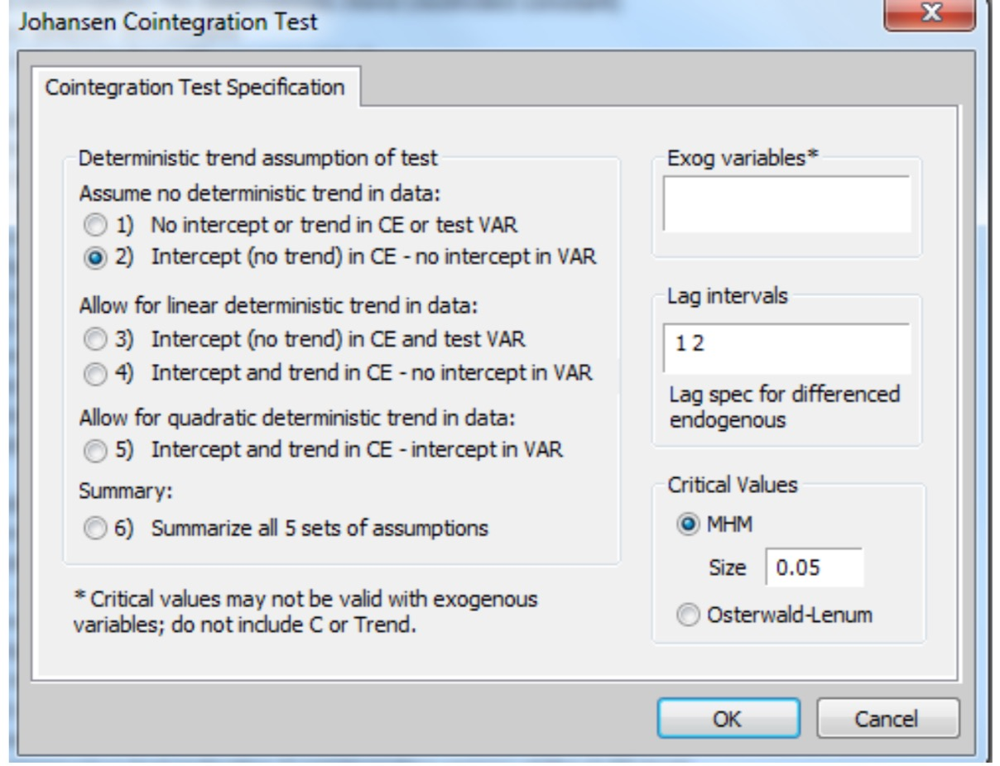 Johansen Cointegration Test
X
Cointegration Test Specification
Deterministic trend assumption of test
Assume no deterministic trend in data:
1) No intercept or trend in CE or test VAR
2) Intercept (no trend) in CE - no intercept in VAR
Allow for linear deterministic trend in data:
3) Intercept (no trend) in CE and test VAR
4) Intercept and trend in CE - no intercept in VAR
Allow for quadratic deterministic trend in data:
5) Intercept and trend in CE - intercept in VAR
Summary:
6) Summarize all 5 sets of assumptions
* Critical values may not be valid with exogenous
variables; do not include C or Trend.
Exog variables*
Lag intervals
1 2
Lag spec for differenced
endogenous
Critical Values
MHM
Size 0.05
Osterwald-Lenum
OK
Cancel